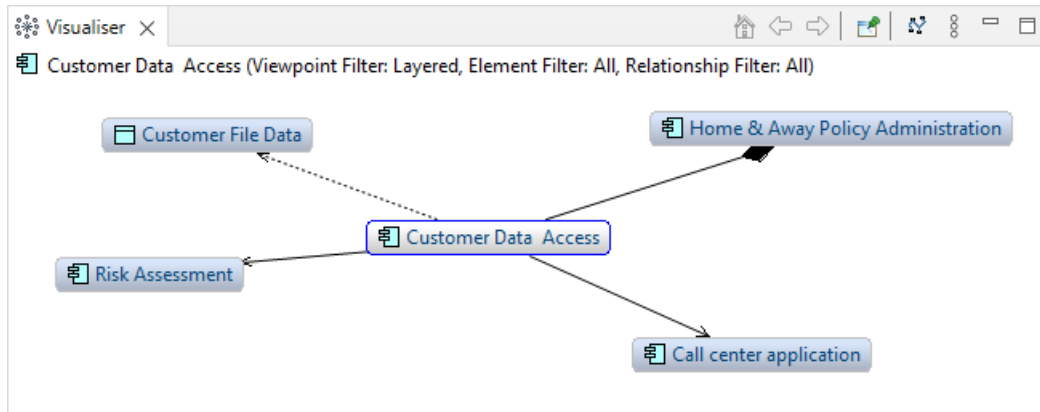 Visualiser
Customer Data  Access (Viewpoint Filter: Layered, Element Filter: All, Relationship Filter: All)
Customer File Data
Home & Away Policy Administration
Customer Data  Access
Risk Assessment
Call center application